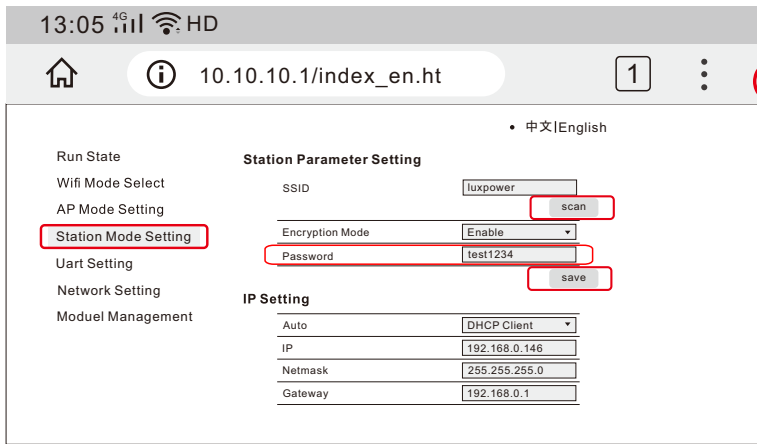 13:05 4G HD
10.10.10.1/index_en.ht 1
中文|English
Run State
Wifi Mode Select
AP Mode Setting
Station Mode Setting
Uart Setting
Network Setting
Moduel Management
Station Parameter Setting
SSID luxpower
scan
Encryption Mode Enable
Password test1234
save
IP Setting
Auto DHCP Client
IP 192.168.0.146
Netmask 255.255.255.0
Gateway 192.168.0.1